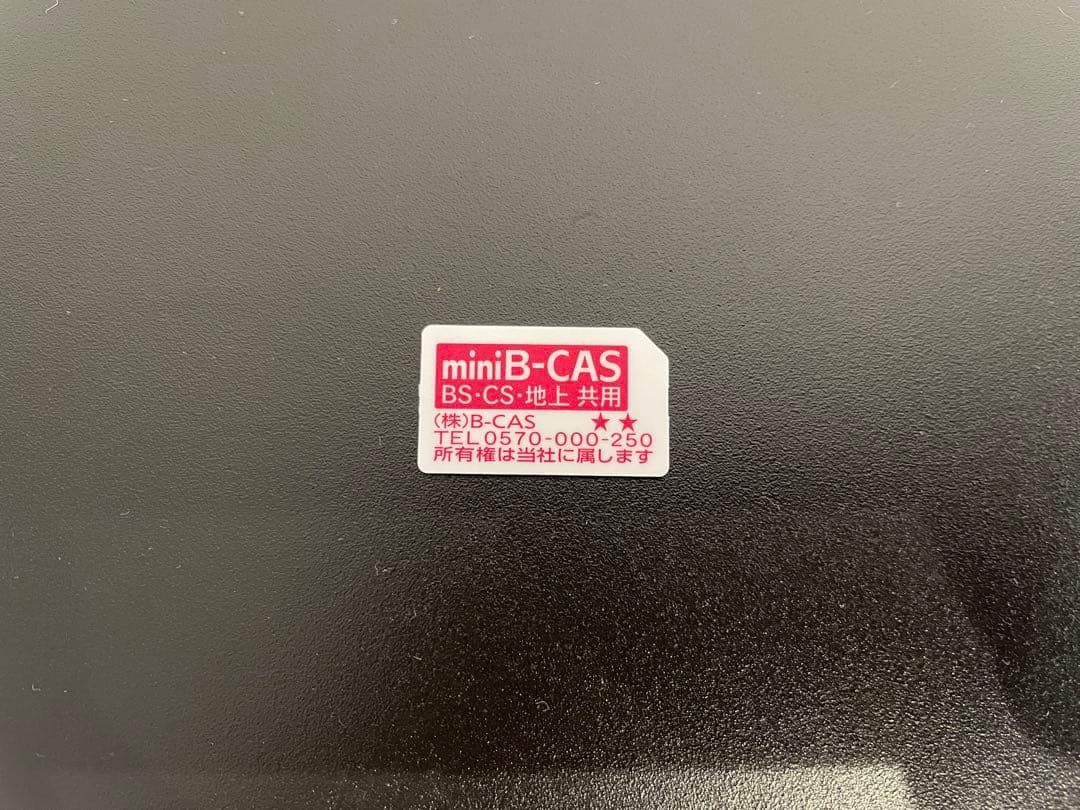 miniB-CAS
BS・CS・地上 共用
(株)B-CAS ★★
TEL 0570-000-250
所有権は当社に属します